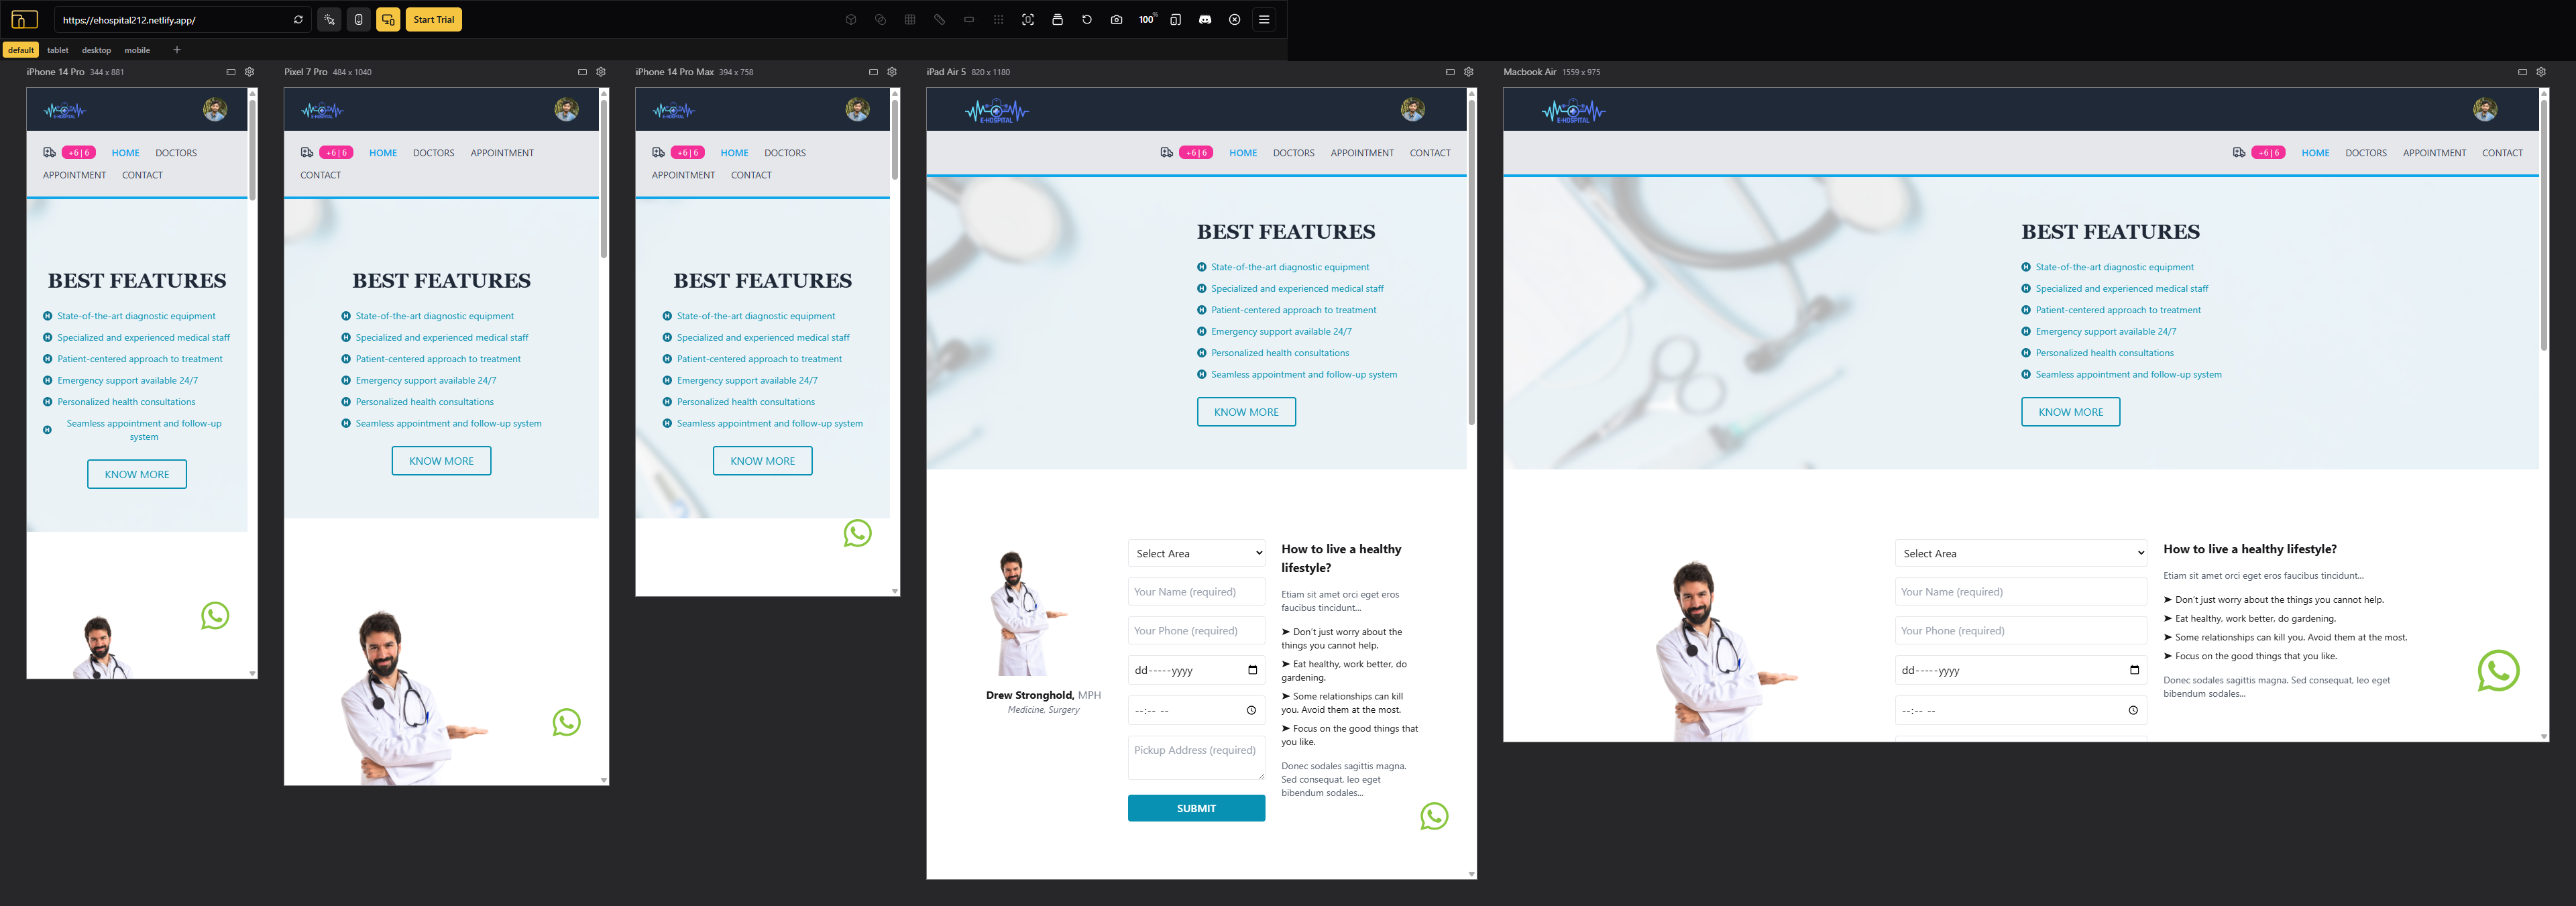 https://ehospital212.netlify.app/
Start Trial
100%
default tablet desktop mobile +
iPhone 14 Pro 344 x 881
E-HOSPITAL
+6 | 6 HOME DOCTORS
APPOINTMENT CONTACT
BEST FEATURES
State-of-the-art diagnostic equipment
Specialized and experienced medical staff
Patient-centered approach to treatment
Emergency support available 24/7
Personalized health consultations
Seamless appointment and follow-up
system
KNOW MORE
Pixel 7 Pro 484 x 1040
E-HOSPITAL
+6 | 6 HOME DOCTORS APPOINTMENT
CONTACT
BEST FEATURES
State-of-the-art diagnostic equipment
Specialized and experienced medical staff
Patient-centered approach to treatment
Emergency support available 24/7
Personalized health consultations
Seamless appointment and follow-up system
KNOW MORE
iPhone 14 Pro Max 394 x 758
E-HOSPITAL
+6 | 6 HOME DOCTORS
APPOINTMENT CONTACT
BEST FEATURES
State-of-the-art diagnostic equipment
Specialized and experienced medical staff
Patient-centered approach to treatment
Emergency support available 24/7
Personalized health consultations
Seamless appointment and follow-up system
KNOW MORE
iPad Air 5 820 x 1180
E-HOSPITAL
+6 | 6 HOME DOCTORS APPOINTMENT CONTACT
BEST FEATURES
State-of-the-art diagnostic equipment
Specialized and experienced medical staff
Patient-centered approach to treatment
Emergency support available 24/7
Personalized health consultations
Seamless appointment and follow-up system
KNOW MORE
Drew Stronghold, MPH
Medicine, Surgery
Select Area
Your Name (required)
Your Phone (required)
dd-----yyyy
--:-- --
Pickup Address (required)
SUBMIT
How to live a healthy
lifestyle?
Etiam sit amet orci eget eros
faucibus tincidunt...
➤ Don't just worry about the
things you cannot help.
➤ Eat healthy, work better, do
gardening.
➤ Some relationships can kill
you. Avoid them at the most.
➤ Focus on the good things that
you like.
Donec sodales sagittis magna.
Sed consequat, leo eget
bibendum sodales...
Macbook Air 1559 x 975
E-HOSPITAL
+6 | 6 HOME DOCTORS APPOINTMENT CONTACT
BEST FEATURES
State-of-the-art diagnostic equipment
Specialized and experienced medical staff
Patient-centered approach to treatment
Emergency support available 24/7
Personalized health consultations
Seamless appointment and follow-up system
KNOW MORE
Select Area
Your Name (required)
Your Phone (required)
dd-----yyyy
--:-- --
How to live a healthy lifestyle?
Etiam sit amet orci eget eros faucibus tincidunt...
➤ Don't just worry about the things you cannot help.
➤ Eat healthy, work better, do gardening.
➤ Some relationships can kill you. Avoid them at the most.
➤ Focus on the good things that you like.
Donec sodales sagittis magna. Sed consequat, leo eget
bibendum sodales...